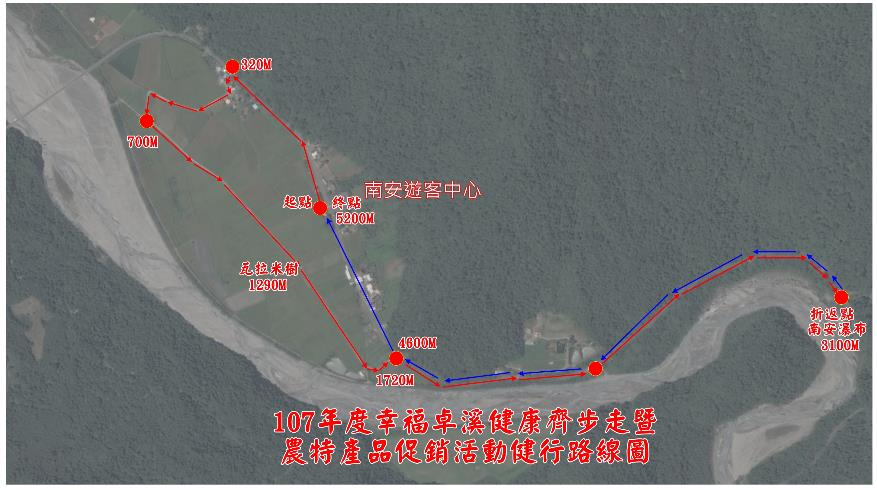 320M
700M
南安遊客中心
起點 終點
5200M
瓦拉米樹
1290M
折返點
南安瀑布
3100M
4600M
1720M
107年度幸福卓溪健康齊步走暨
農特產品促銷活動健行路線圖